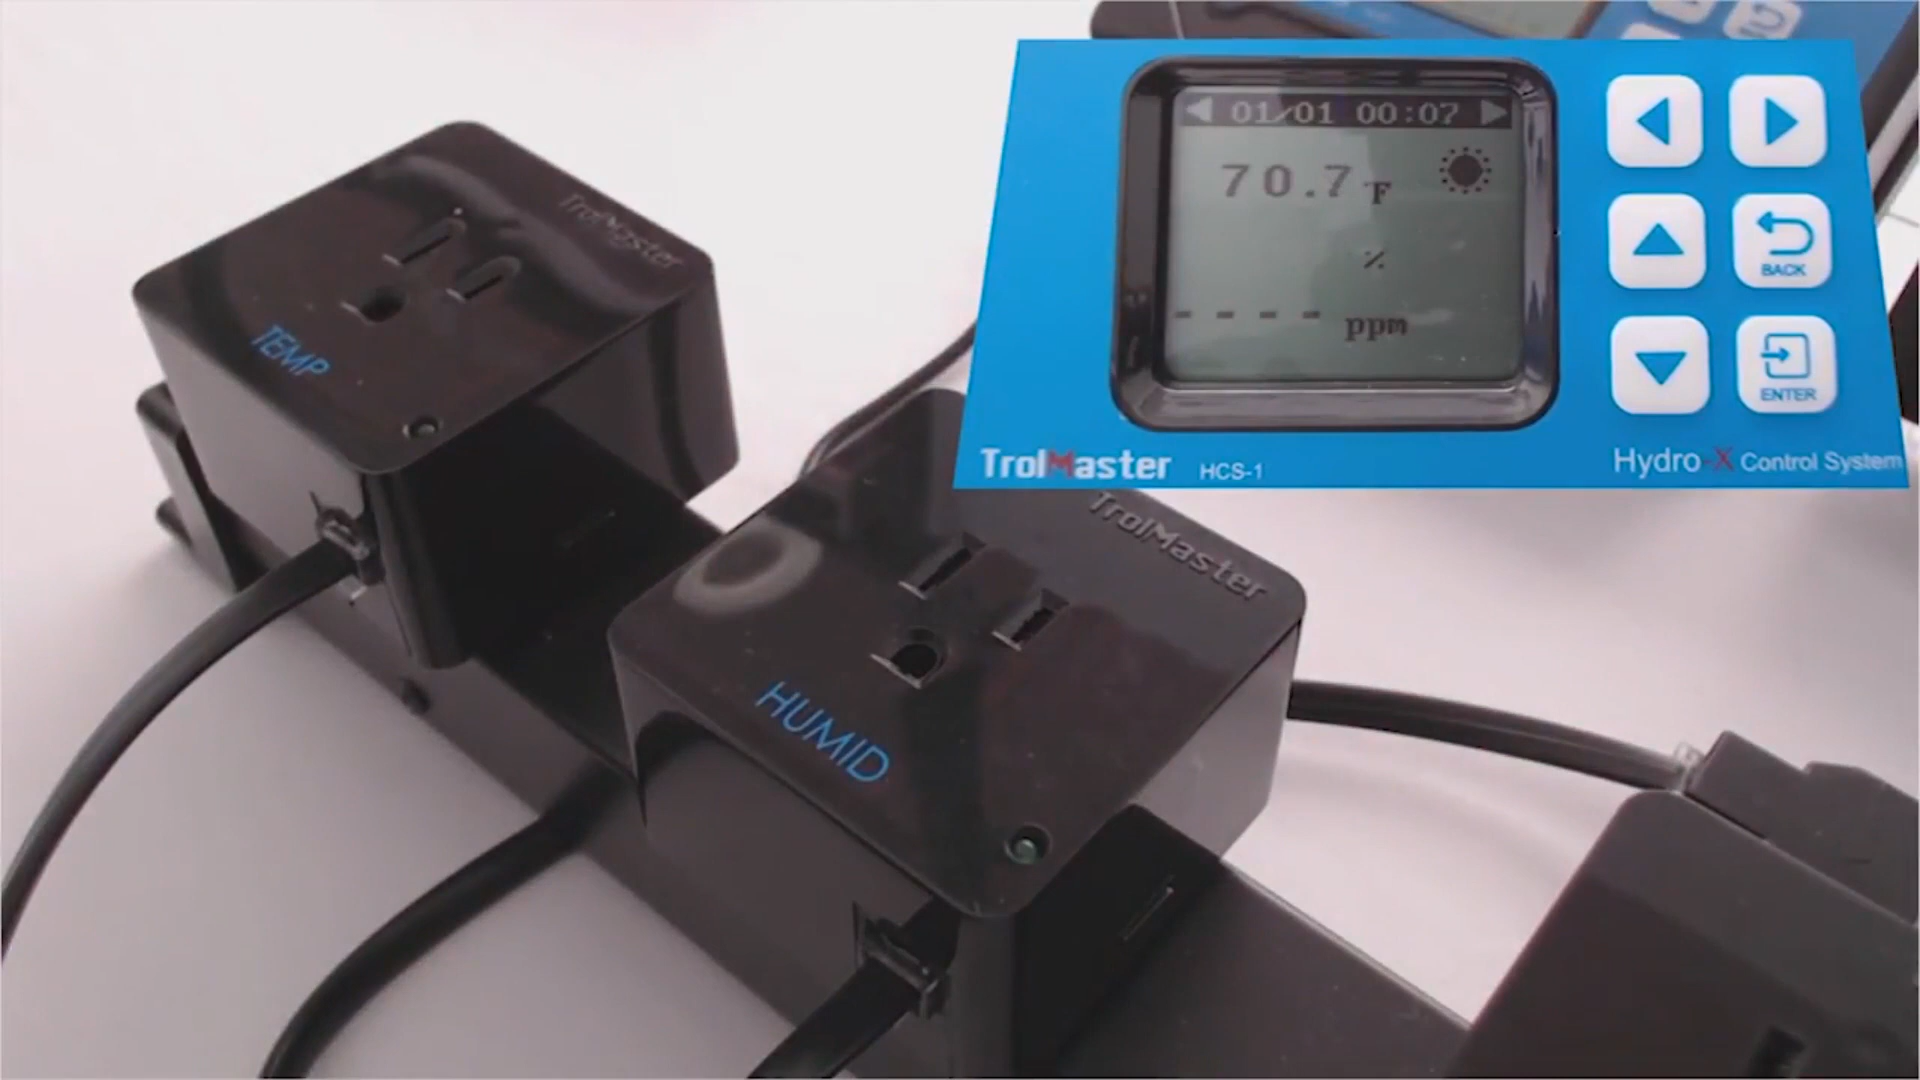 01/01 00:07
70.7 °F
%
- - - - ppm
BACK
ENTER
TrolMaster HCS-1
Hydro-X Control System
TrolMaster
TEMP
TrolMaster
HUMID